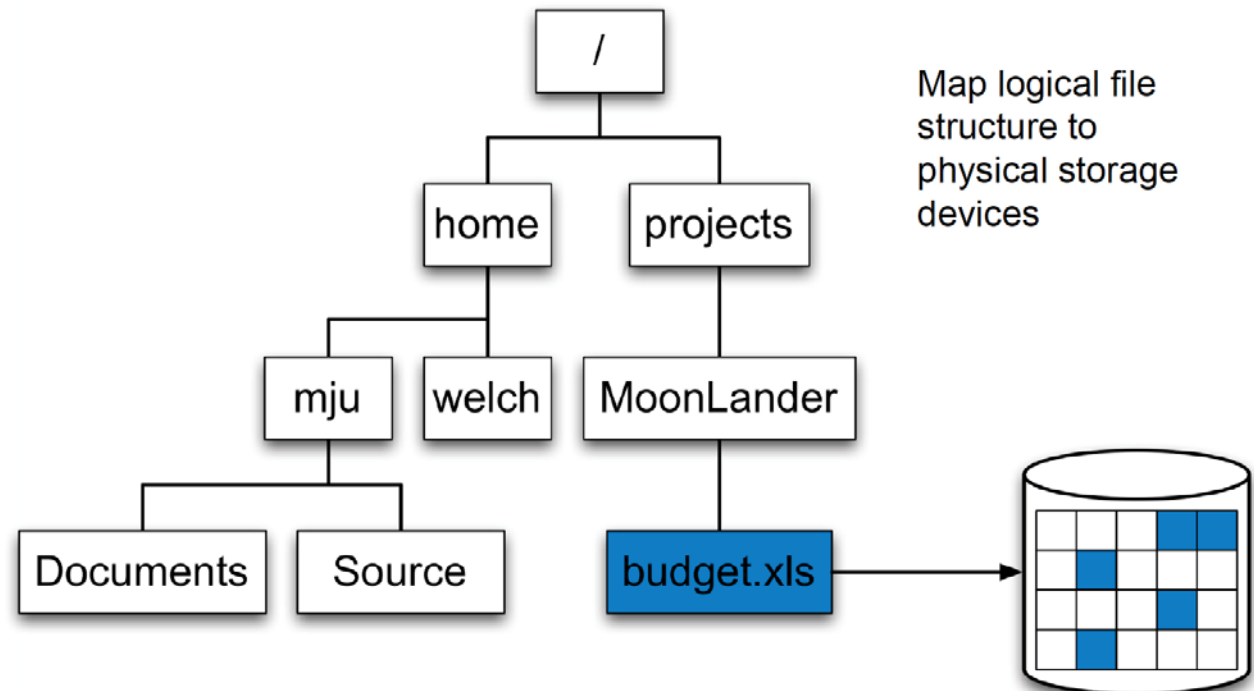 /
Map logical file
structure to
physical storage
devices
home
projects
mju
welch
MoonLander
Documents
Source
budget.xls